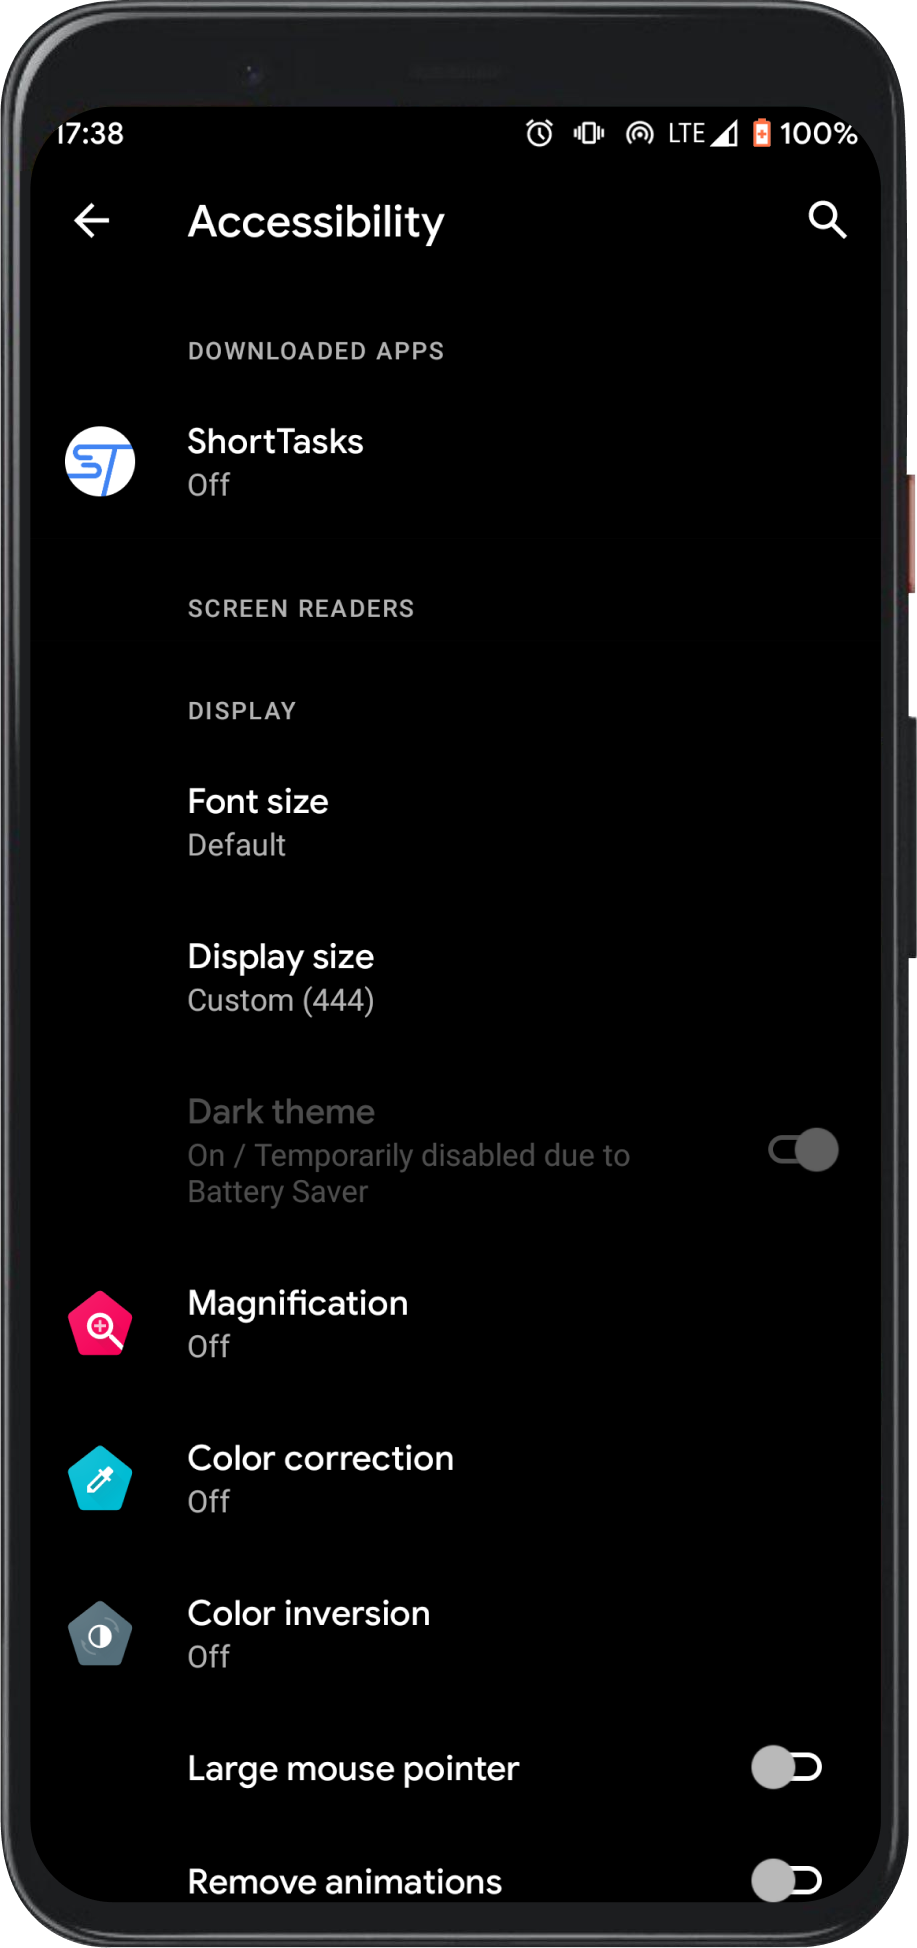 17:38 LTE 100%
Accessibility
DOWNLOADED APPS
ST
ShortTasks
Off
SCREEN READERS
DISPLAY
Font size
Default
Display size
Custom (444)
Dark theme
On / Temporarily disabled due to
Battery Saver
Magnification
Off
Color correction
Off
Color inversion
Off
Large mouse pointer
Remove animations